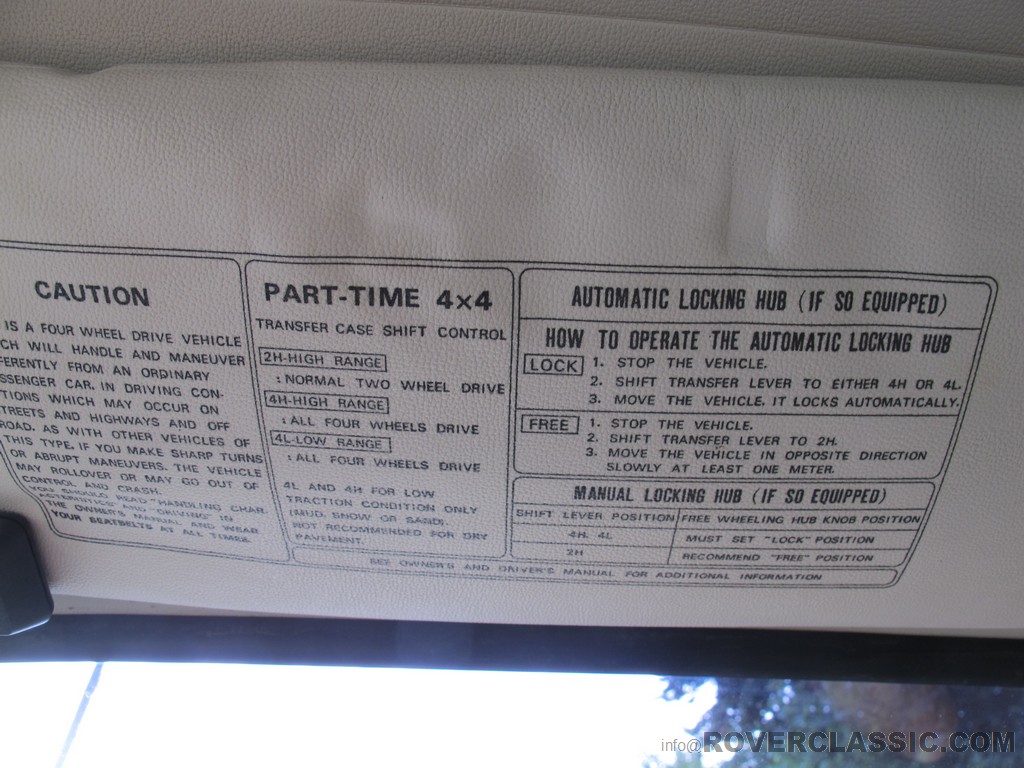 CAUTION
IS A FOUR WHEEL DRIVE VEHICLE
CH WILL HANDLE AND MANEUVER
FERENTLY FROM AN ORDINARY
SSENGER CAR. IN DRIVING CON-
TIONS WHICH MAY OCCUR ON
TREETS AND HIGHWAYS AND OFF
ROAD. AS WITH OTHER VEHICLES OF
THIS TYPE, IF YOU MAKE SHARP TURNS
OR ABRUPT MANEUVERS. THE VEHICLE
MAY ROLLOVER OR MAY GO OUT OF
CONTROL AND CRASH.
YOU SHOULD READ "HANDLING CHAR-
ACTERISTICS" AND "DRIVING" IN
THE OWNER'S MANUAL AND WEAR
YOUR SEATBELTS AT ALL TIMES.
PART-TIME 4×4
TRANSFER CASE SHIFT CONTROL
2H-HIGH RANGE
: NORMAL TWO WHEEL DRIVE
4H-HIGH RANGE
: ALL FOUR WHEELS DRIVE
4L-LOW RANGE
: ALL FOUR WHEELS DRIVE
4L AND 4H FOR LOW
TRACTION CONDITION ONLY
(MUD, SNOW OR SAND).
NOT RECOMMENDED FOR DRY
PAVEMENT.
AUTOMATIC LOCKING HUB (IF SO EQUIPPED)
HOW TO OPERATE THE AUTOMATIC LOCKING HUB
LOCK 1. STOP THE VEHICLE.
2. SHIFT TRANSFER LEVER TO EITHER 4H OR 4L.
3. MOVE THE VEHICLE. IT LOCKS AUTOMATICALLY.
FREE 1. STOP THE VEHICLE.
2. SHIFT TRANSFER LEVER TO 2H.
3. MOVE THE VEHICLE IN OPPOSITE DIRECTION
SLOWLY AT LEAST ONE METER.
MANUAL LOCKING HUB (IF SO EQUIPPED)
SHIFT LEVER POSITION FREE WHEELING HUB KNOB POSITION
4H, 4L MUST SET "LOCK" POSITION
2H RECOMMEND "FREE" POSITION
SEE OWNER'S AND DRIVER'S MANUAL FOR ADDITIONAL INFORMATION
info@ROVERCLASSIC.COM